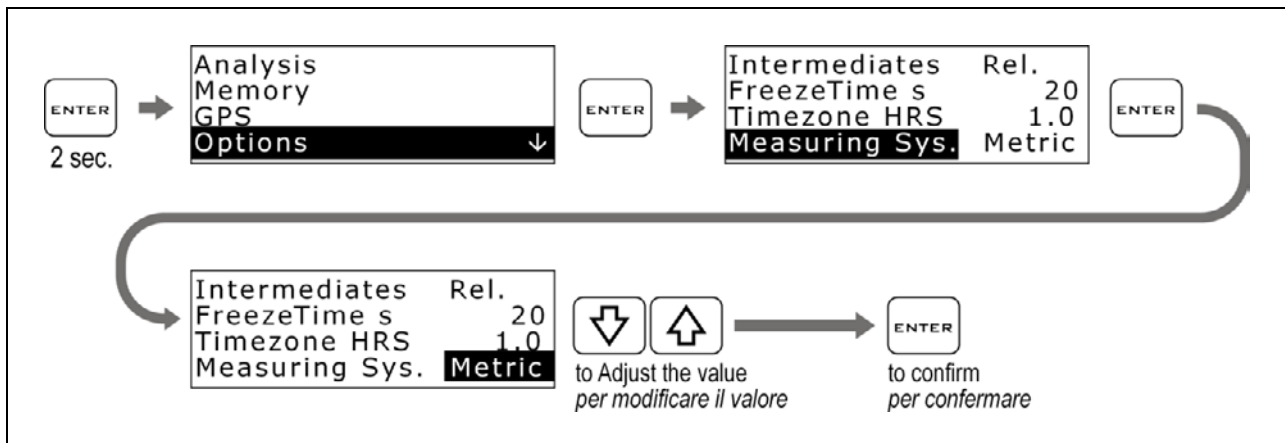 ENTER
2 sec.
Analysis
Memory
GPS
Options ↓
ENTER
Intermediates Rel.
FreezeTime s 20
Timezone HRS 1.0
Measuring Sys. Metric
ENTER
Intermediates Rel.
FreezeTime s 20
Timezone HRS 1.0
Measuring Sys. Metric
to Adjust the value
per modificare il valore
ENTER
to confirm
per confermare